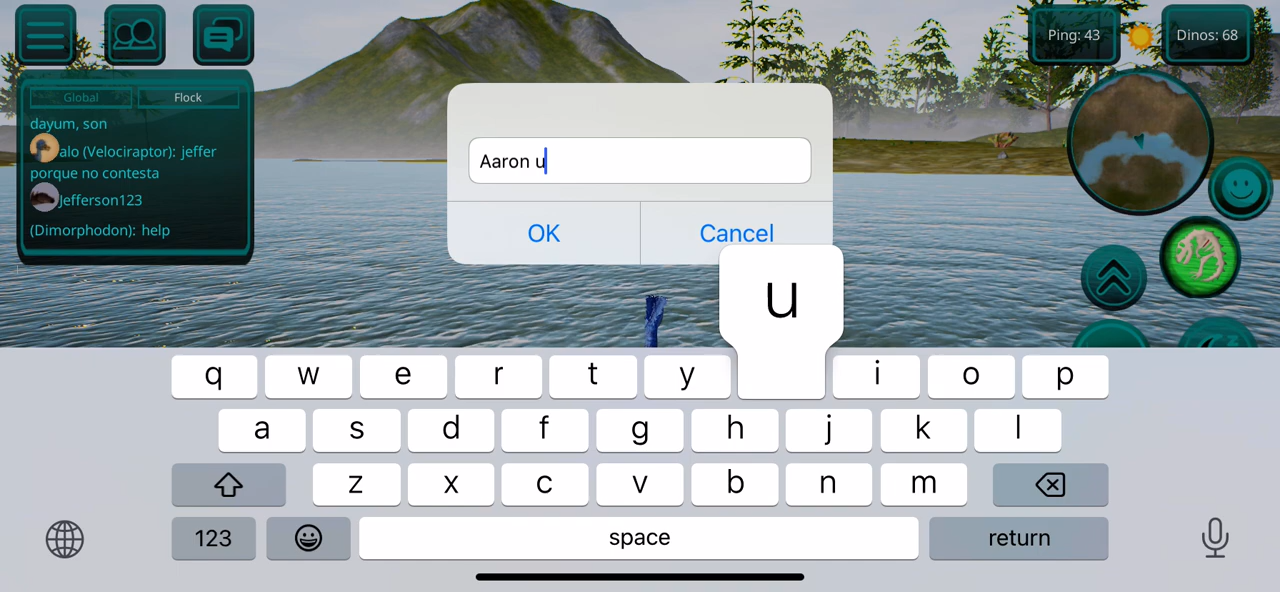 Ping: 43
Dinos: 68
Global
Flock
dayum, son
alo (Velociraptor): jeffer
porque no contesta
Jefferson123
(Dimorphodon): help
Aaron u
OK
Cancel
u
q w e r t y i o p
a s d f g h j k l
z x c v b n m
123
space
return